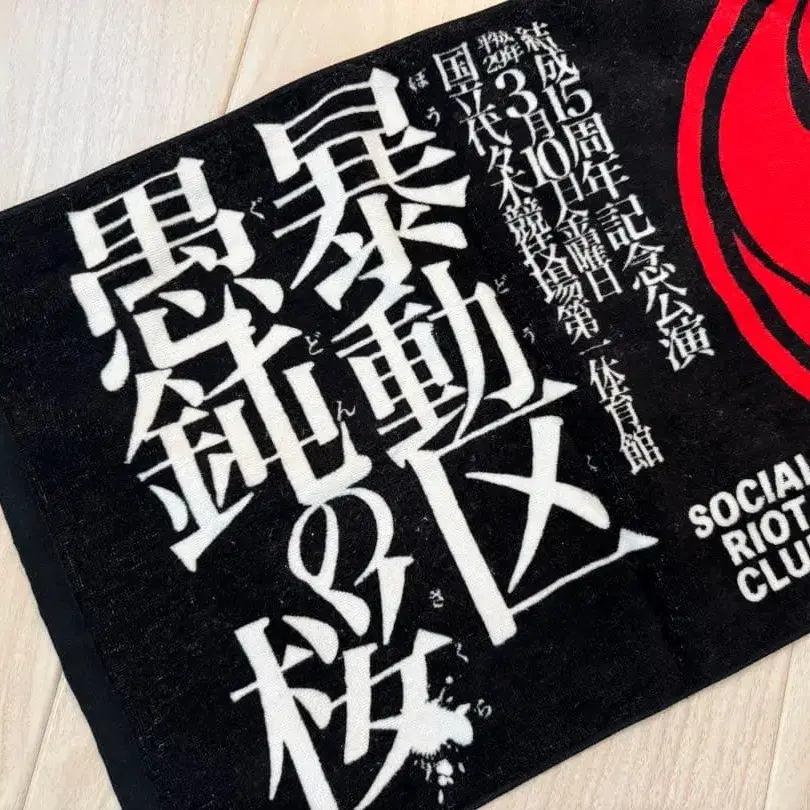 結成15周年記念公演
平成29年3月10日金曜日
国立代々木競技場第一体育館
暴動区
ぼうどうく
愚鈍の桜
ぐどんさくら
SOCIAL
RIOT
CLU